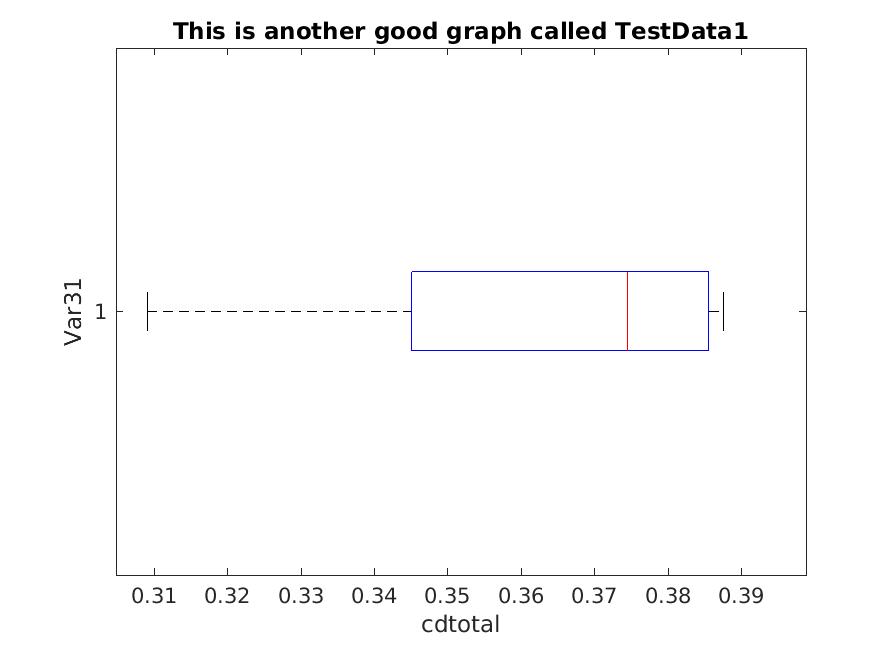 This is another good graph called TestData1
Var31
1
0.31 0.32 0.33 0.34 0.35 0.36 0.37 0.38 0.39
cdtotal